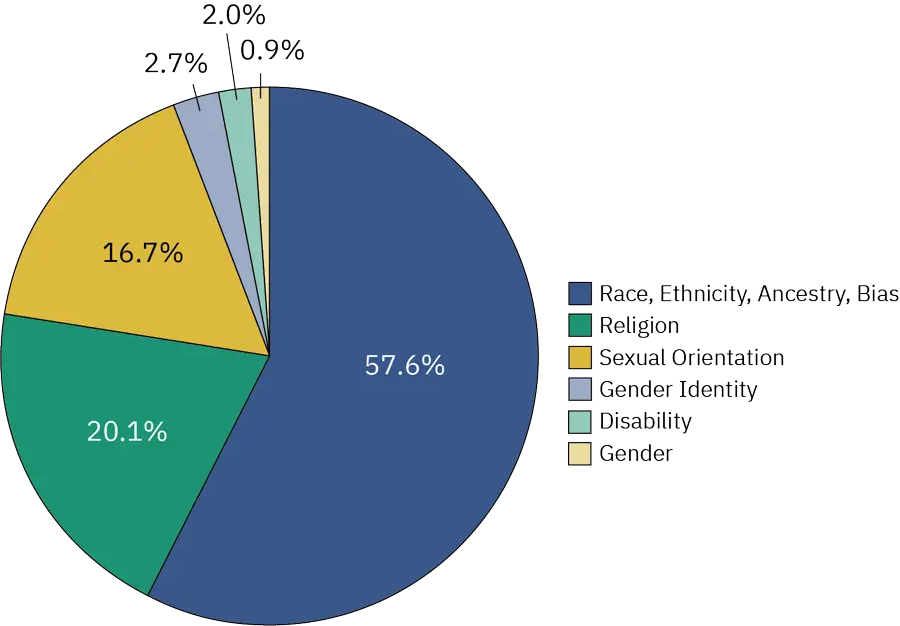 2.0%
0.9%
2.7%
16.7%
57.6%
20.1%
Race, Ethnicity, Ancestry, Bias
Religion
Sexual Orientation
Gender Identity
Disability
Gender